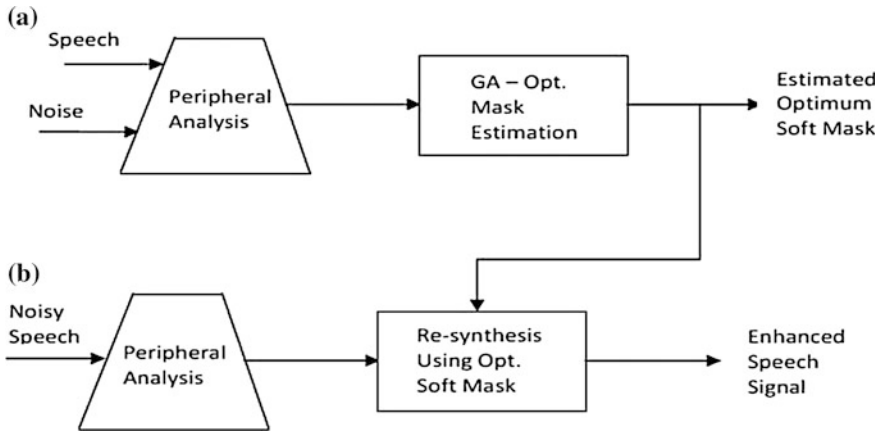 (a)
Speech
Noise
Peripheral
Analysis
GA – Opt.
Mask
Estimation
Estimated
Optimum
Soft Mask
(b)
Noisy
Speech
Peripheral
Analysis
Re-synthesis
Using Opt.
Soft Mask
Enhanced
Speech
Signal